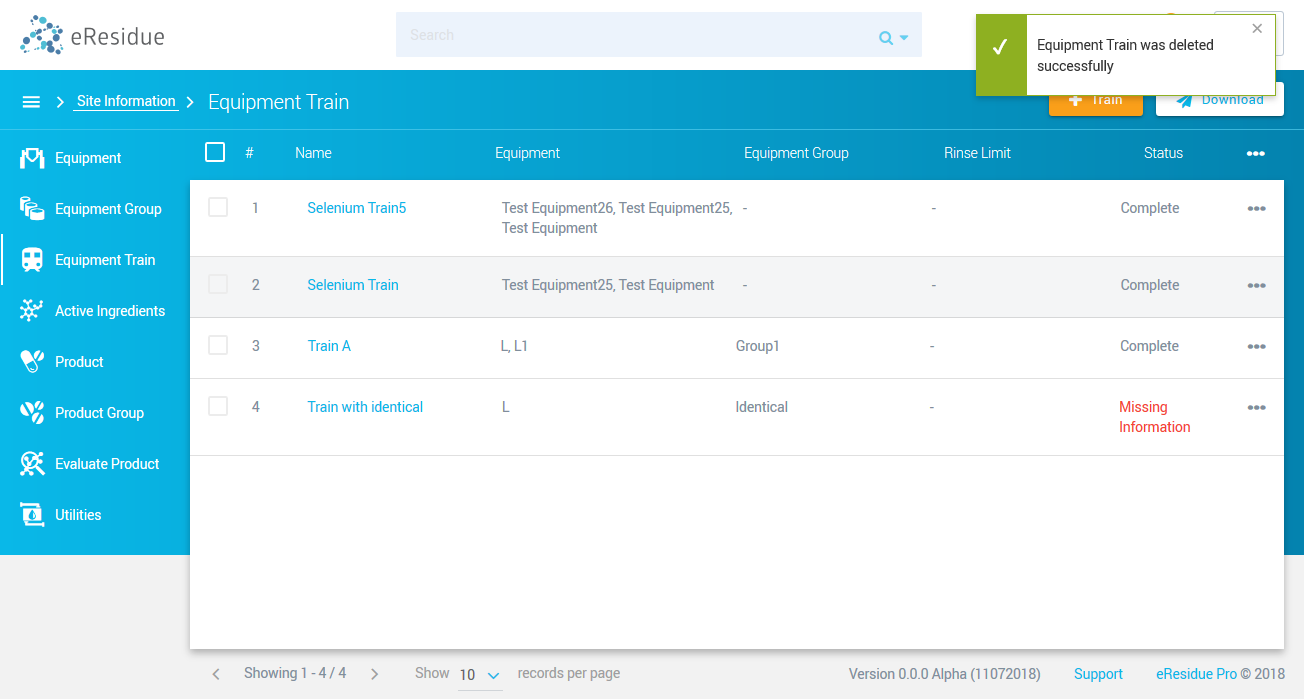 eResidue
Search
Equipment Train was deleted
successfully
Site Information
Equipment Train
Train
Download
Equipment
Equipment Group
Equipment Train
Active Ingredients
Product
Product Group
Evaluate Product
Utilities
# Name Equipment Equipment Group Rinse Limit Status
1 Selenium Train5 Test Equipment26, Test Equipment25, - - Complete
Test Equipment
2 Selenium Train Test Equipment25, Test Equipment - - Complete
3 Train A L, L1 Group1 - Complete
4 Train with identical L Identical - Missing
Information
Showing 1 - 4 / 4 Show 10 records per page Version 0.0.0 Alpha (11072018) Support eResidue Pro © 2018